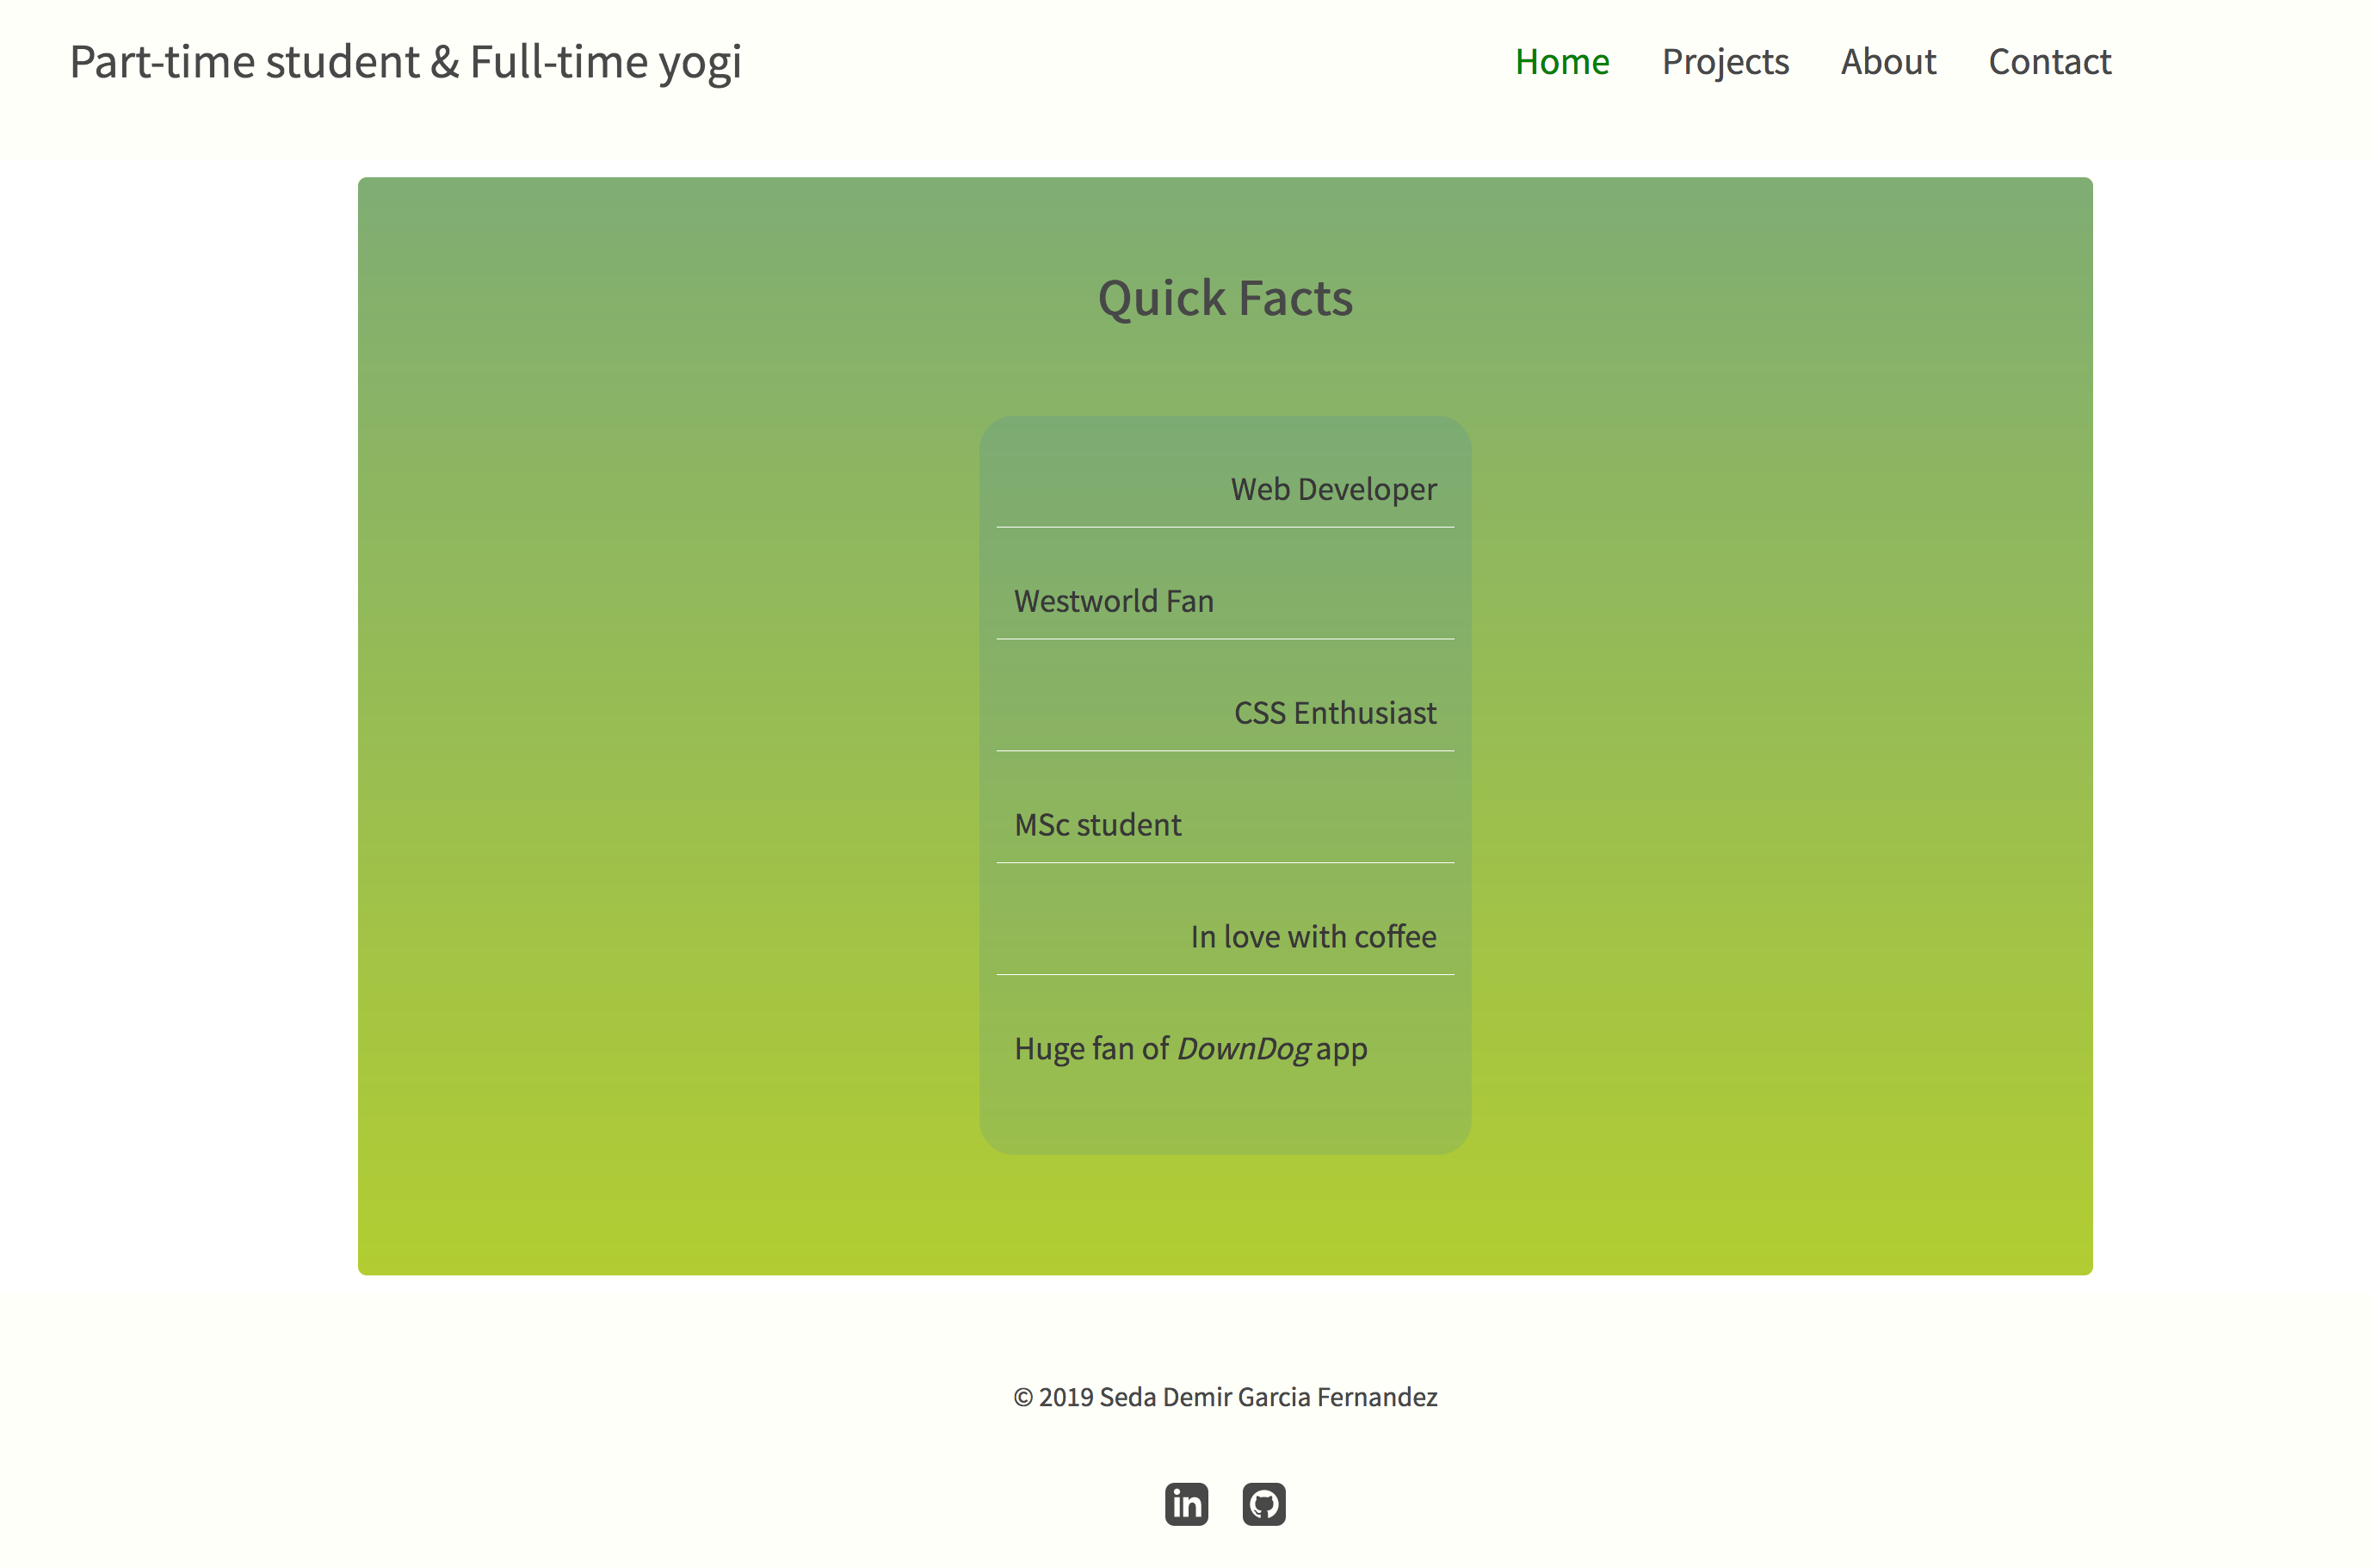 Part-time student & Full-time yogi
Home Projects About Contact
Quick Facts
Web Developer
Westworld Fan
CSS Enthusiast
MSc student
In love with coffee
Huge fan of DownDog app
© 2019 Seda Demir Garcia Fernandez
in